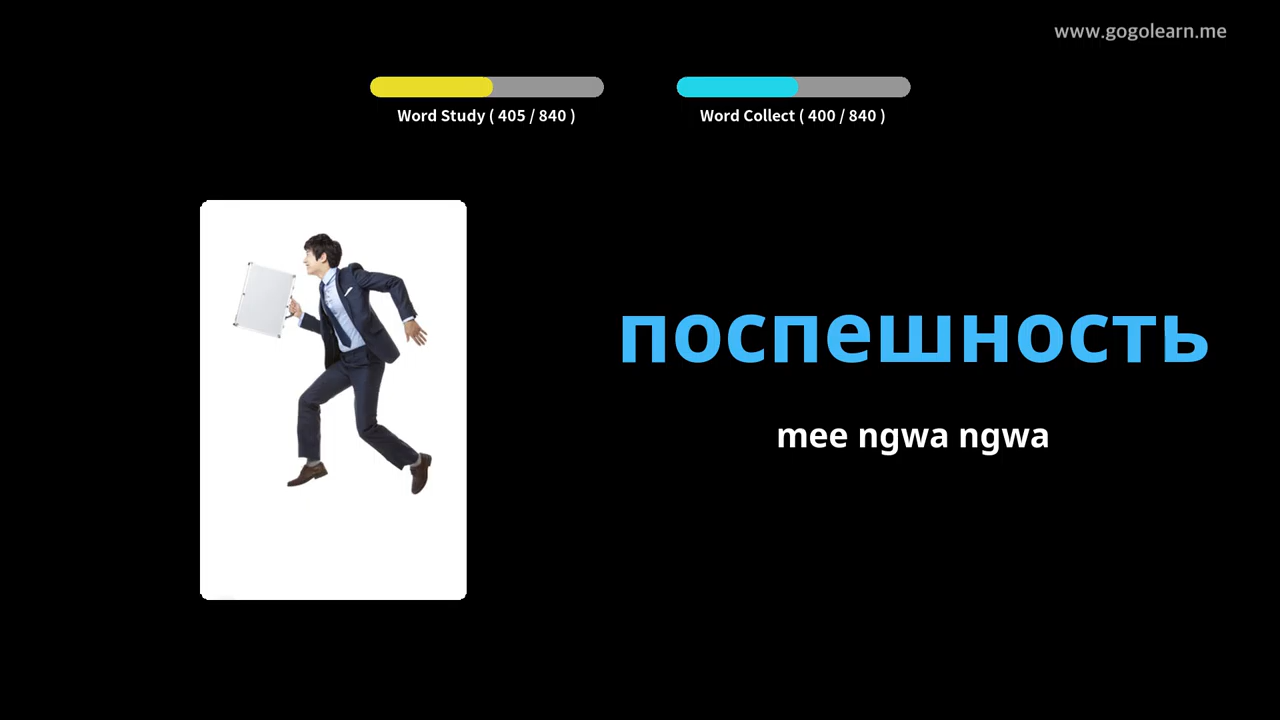 www.gogolearn.me
Word Study ( 405 / 840 )
Word Collect ( 400 / 840 )
поспешность
mee ngwa ngwa